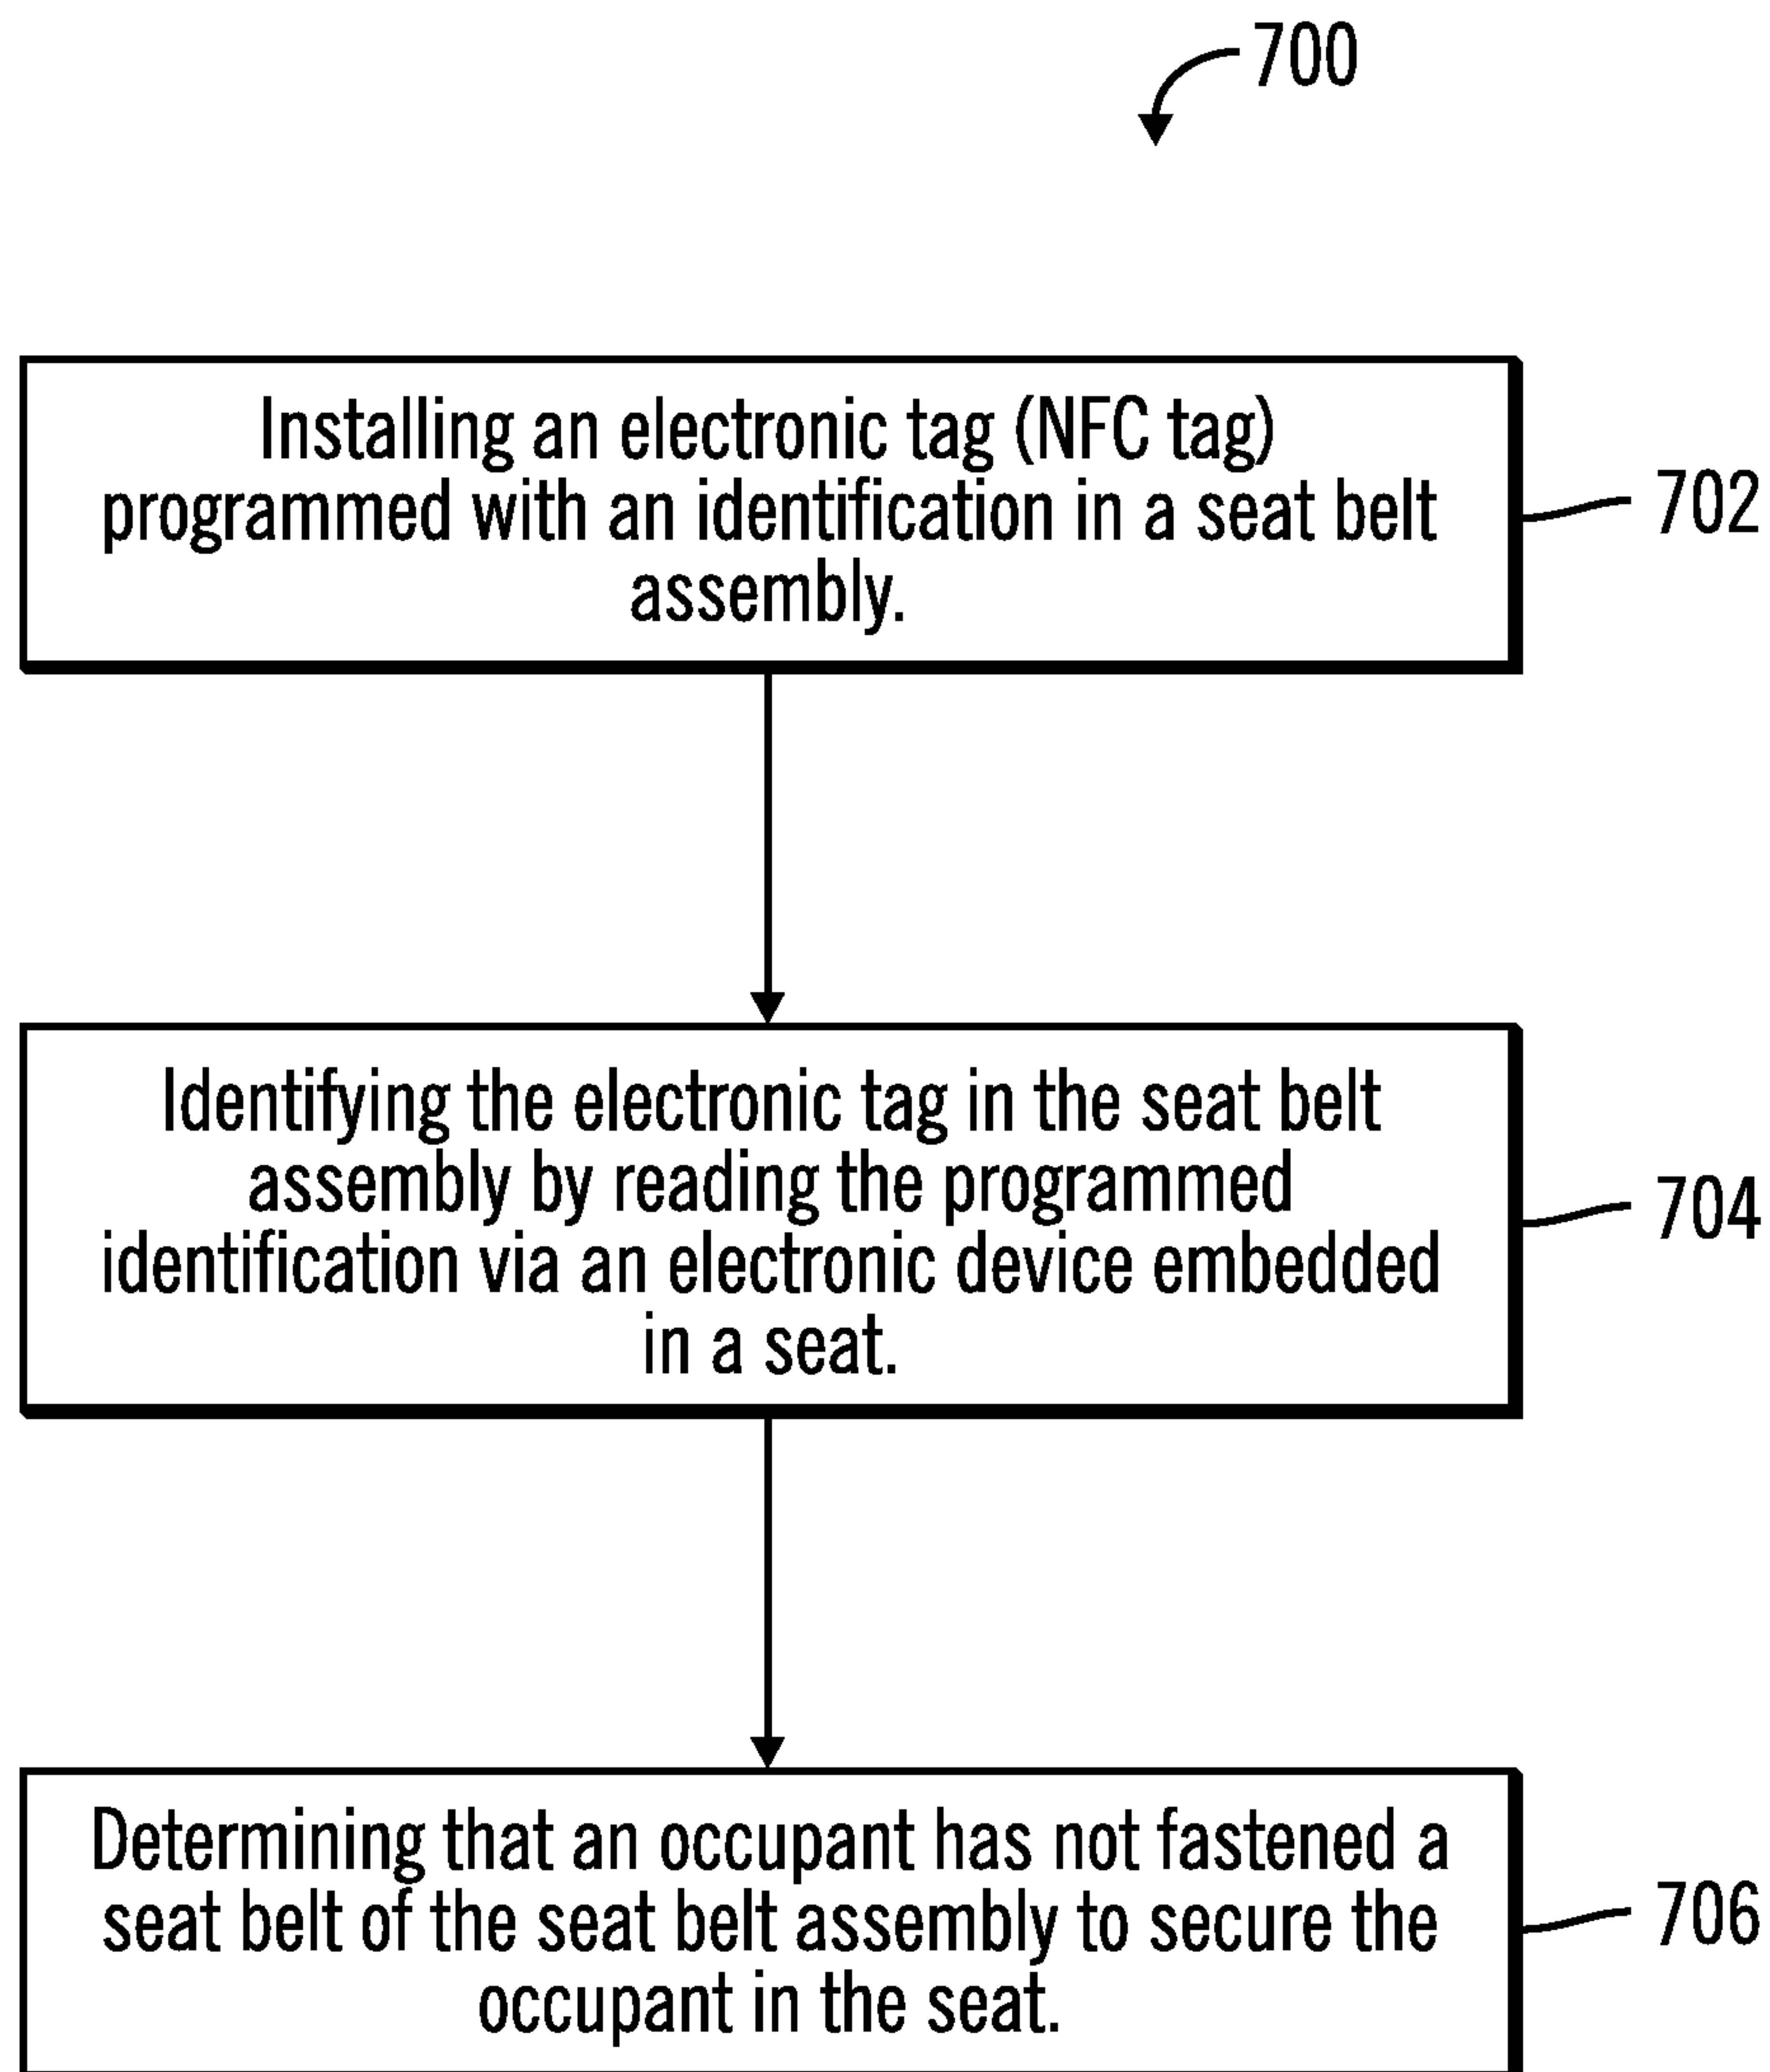 700
Installing an electronic tag (NFC tag)
programmed with an identification in a seat belt
assembly.
702
Identifying the electronic tag in the seat belt
assembly by reading the programmed
identification via an electronic device embedded
in a seat.
704
Determining that an occupant has not fastened a
seat belt of the seat belt assembly to secure the
occupant in the seat.
706